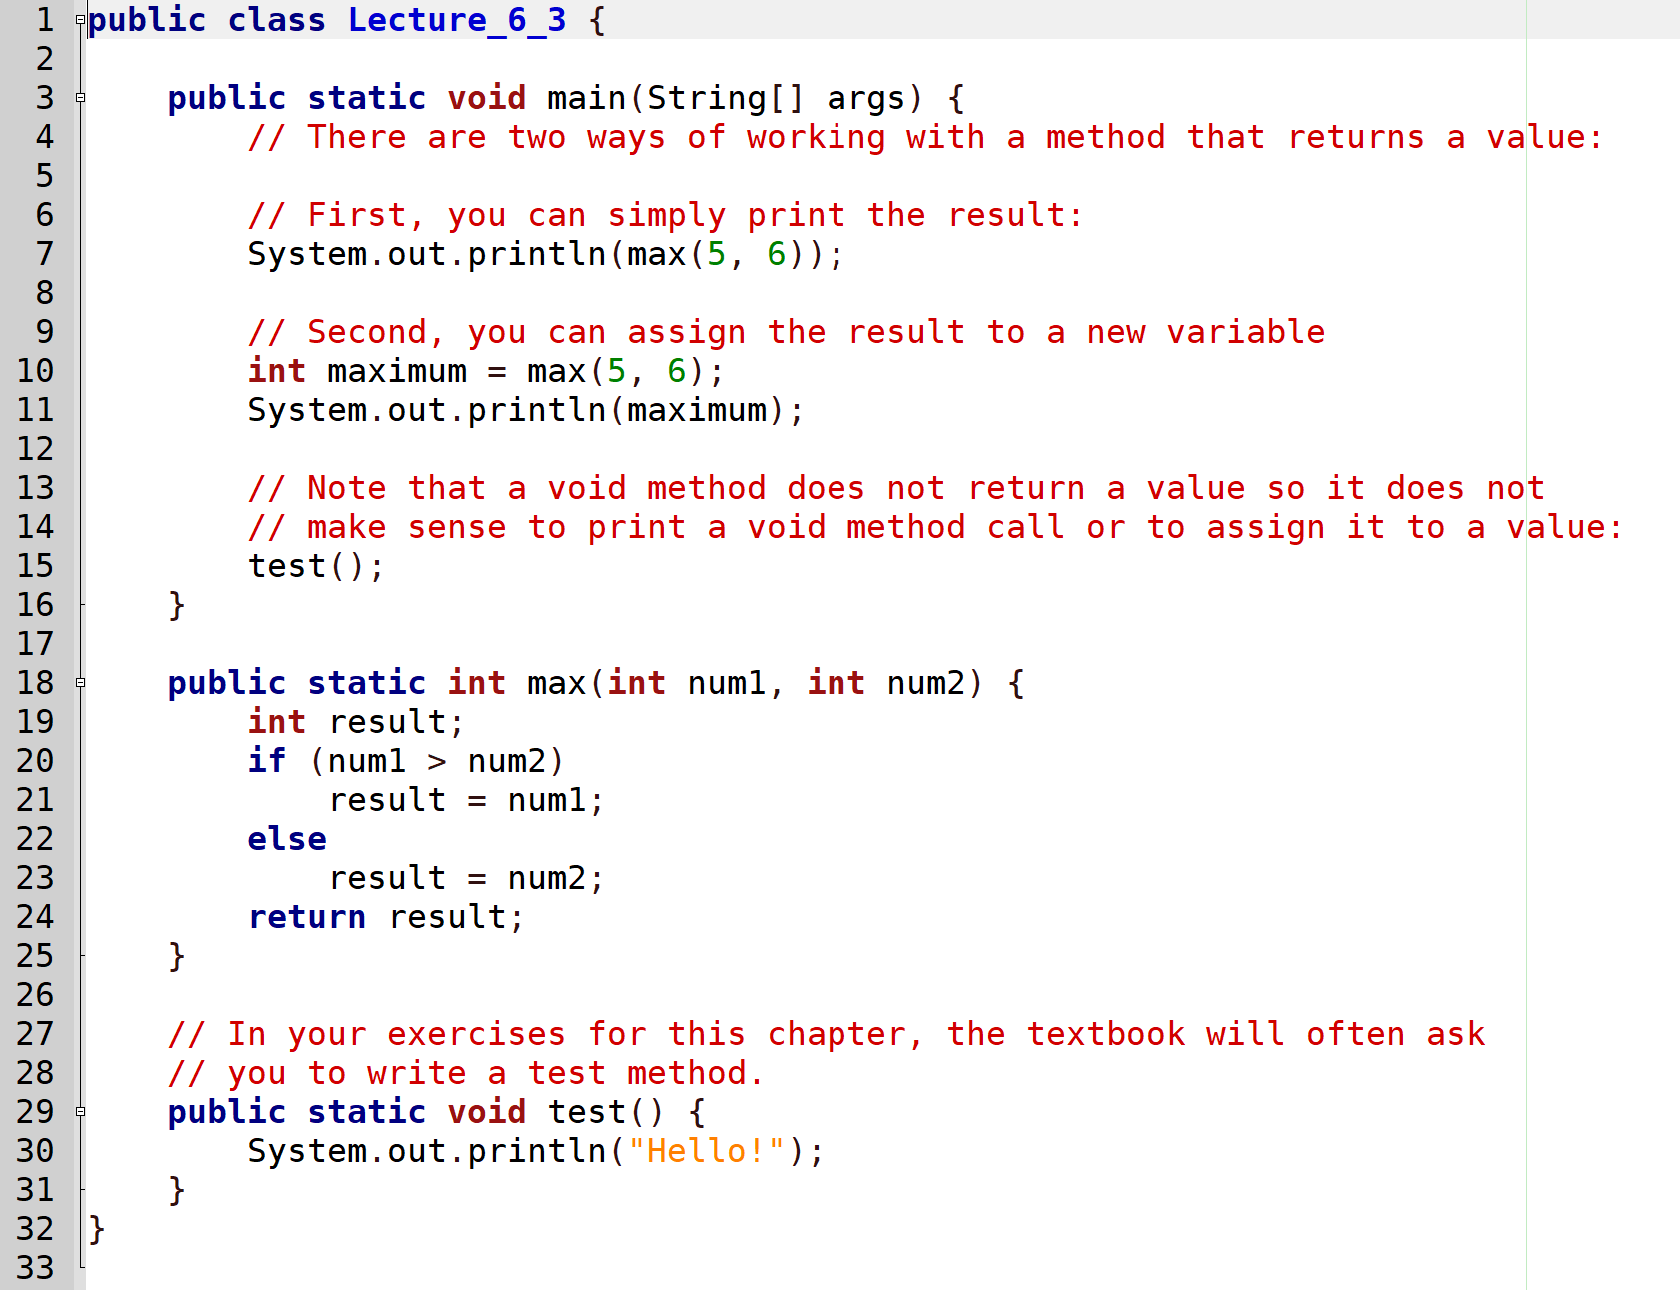 1 public class Lecture_6_3 {
2
3     public static void main(String[] args) {
4         // There are two ways of working with a method that returns a value:
5
6         // First, you can simply print the result:
7         System.out.println(max(5, 6));
8
9         // Second, you can assign the result to a new variable
10         int maximum = max(5, 6);
11         System.out.println(maximum);
12
13         // Note that a void method does not return a value so it does not
14         // make sense to print a void method call or to assign it to a value:
15         test();
16     }
17
18     public static int max(int num1, int num2) {
19         int result;
20         if (num1 > num2)
21             result = num1;
22         else
23             result = num2;
24         return result;
25     }
26
27     // In your exercises for this chapter, the textbook will often ask
28     // you to write a test method.
29     public static void test() {
30         System.out.println("Hello!");
31     }
32 }
33